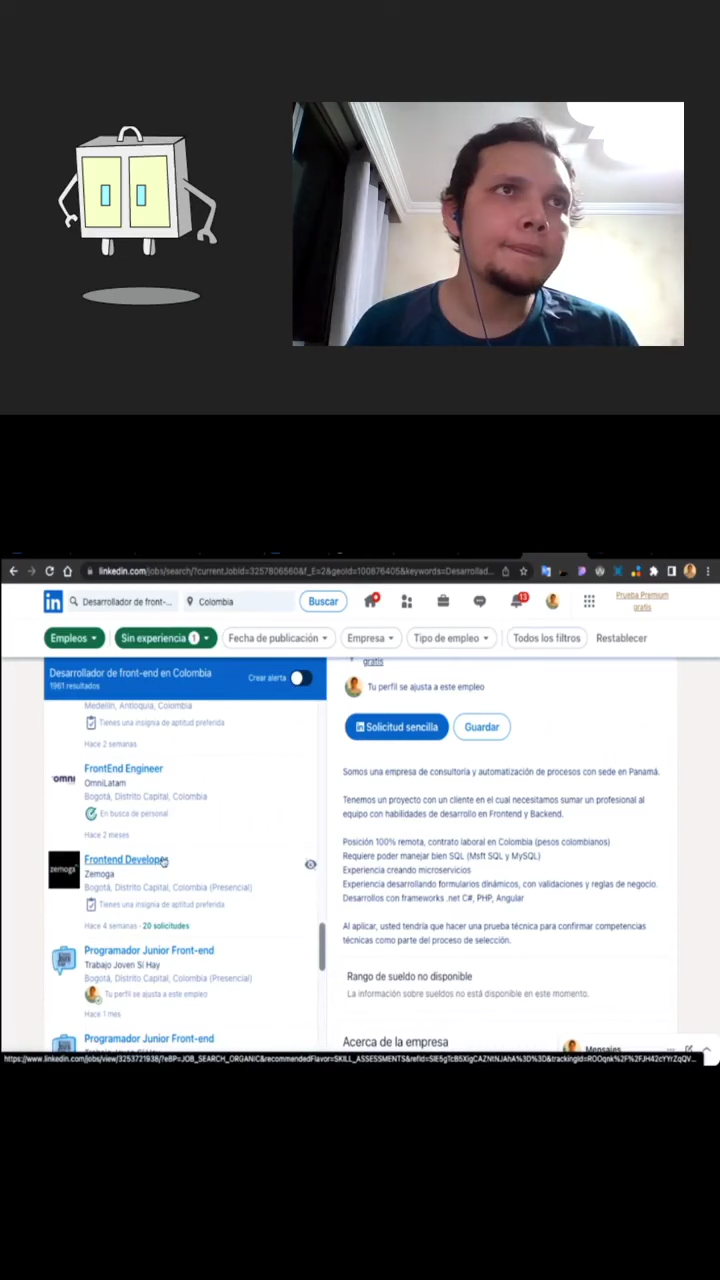 linkedin.com/jobs/search/?currentJobId=3257806560&f_E=2&geoId=100876405&keywords=Desarrollad...
in
Desarrollador de front-...
Colombia
Buscar
13
Prueba Premium
gratis
Empleos
Sin experiencia 1
Fecha de publicación
Empresa
Tipo de empleo
Todos los filtros
Restablecer
Desarrollador de front-end en Colombia
1961 resultados
Crear alerta
Medellín, Antioquia, Colombia
Tienes una insignia de aptitud preferida
Hace 2 semanas
omni
FrontEnd Engineer
OmniLatam
Bogotá, Distrito Capital, Colombia
En busca de personal
Hace 2 meses
zemoga
Frontend Developer
Zemoga
Bogotá, Distrito Capital, Colombia (Presencial)
Tienes una insignia de aptitud preferida
Hace 4 semanas · 20 solicitudes
Programador Junior Front-end
Trabajo Joven Si Hay
Bogotá, Distrito Capital, Colombia (Presencial)
Tu perfil se ajusta a este empleo
Hace 1 mes
Programador Junior Front-end
gratis
Tu perfil se ajusta a este empleo
in Solicitud sencilla
Guardar
Somos una empresa de consultoría y automatización de procesos con sede en Panamá.
Tenemos un proyecto con un cliente en el cual necesitamos sumar un profesional al
equipo con habilidades de desarrollo en Frontend y Backend.
Posición 100% remota, contrato laboral en Colombia (pesos colombianos)
Requiere poder manejar bien SQL (Msft SQL y MySQL)
Experiencia creando microservicios
Experiencia desarrollando formularios dinámicos, con validaciones y reglas de negocio.
Desarrollos con frameworks .net C#, PHP, Angular
Al aplicar, usted tendría que hacer una prueba técnica para confirmar competencias
técnicas como parte del proceso de selección.
Rango de sueldo no disponible
La información sobre sueldos no está disponible en este momento.
Acerca de la empresa
Mensajes